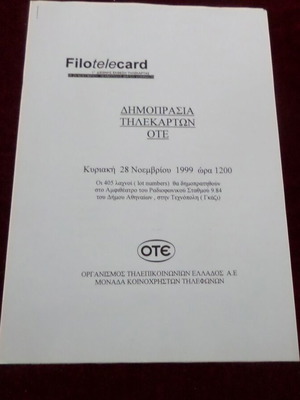 Filotelecard
ΔΗΜΟΠΡΑΣΙΑ
ΤΗΛΕΚΑΡΤΩΝ
ΟΤΕ
Κυριακή 28 Νοεμβρίου 1999 ώρα 1200
Οι 405 λαχνοί ( lot numbers) θα δημοπρατηθούν
στο Αμφιθέατρο του Ραδιοφωνικού Σταθμού 9.84
του Δήμου Αθηναίων , στην Τεχνόπολη ( Γκάζι)
ΟΤΕ
ΟΡΓΑΝΙΣΜΟΣ ΤΗΛΕΠΙΚΟΙΝΩΝΙΩΝ ΕΛΛΑΔΟΣ Α.Ε
ΜΟΝΑΔΑ ΚΟΙΝΟΧΡΗΣΤΩΝ ΤΗΛΕΦΩΝΩΝ